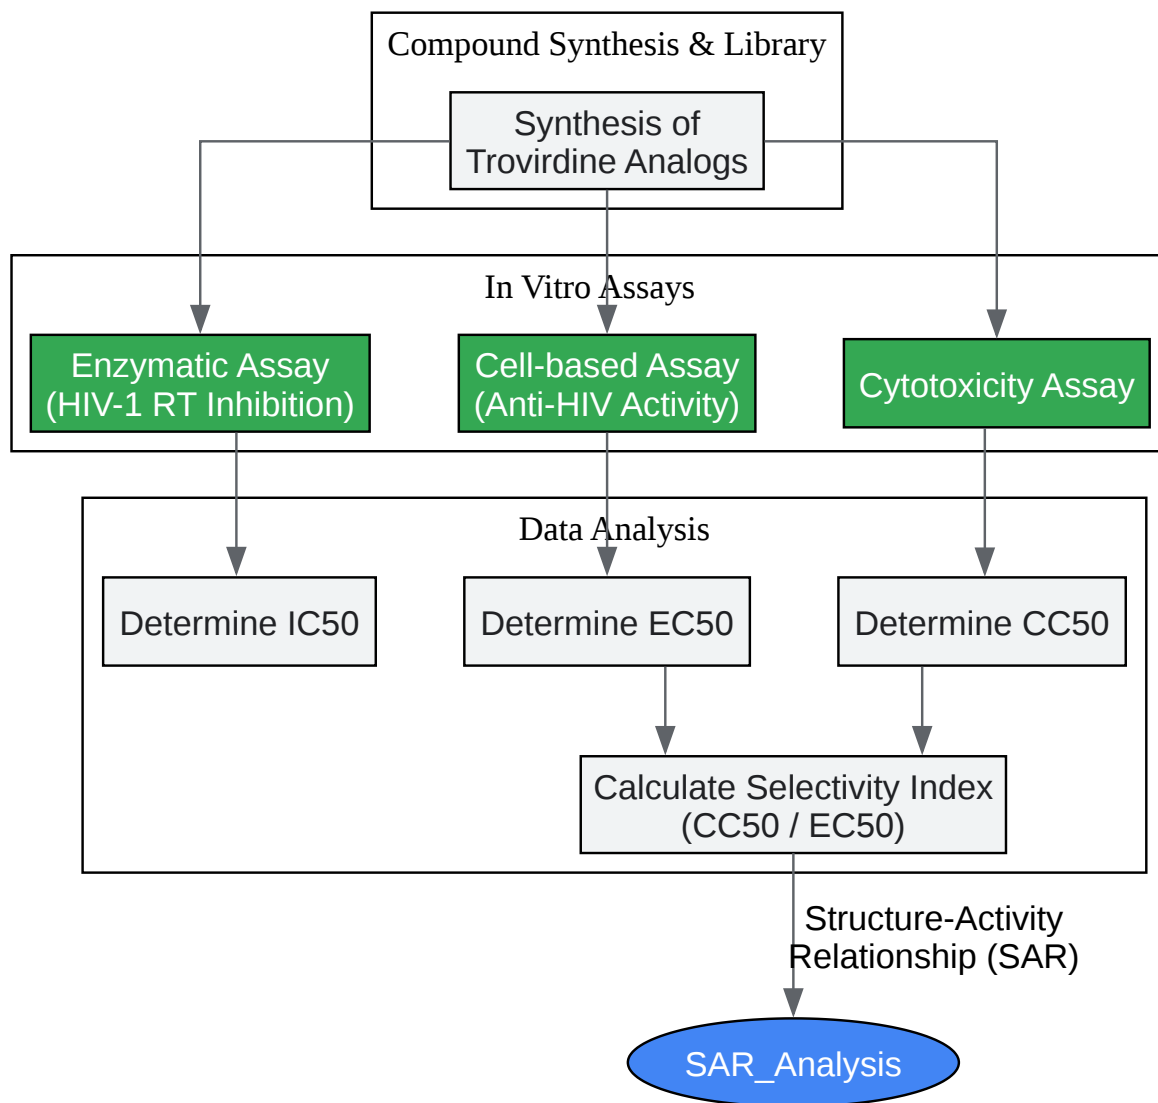 Compound Synthesis & Library
Synthesis of
Trovirdine Analogs
In Vitro Assays
Enzymatic Assay
(HIV-1 RT Inhibition)
Cell-based Assay
(Anti-HIV Activity)
Cytotoxicity Assay
Data Analysis
Determine IC50
Determine EC50
Determine CC50
Calculate Selectivity Index
(CC50 / EC50)
Structure-Activity
Relationship (SAR)
SAR_Analysis